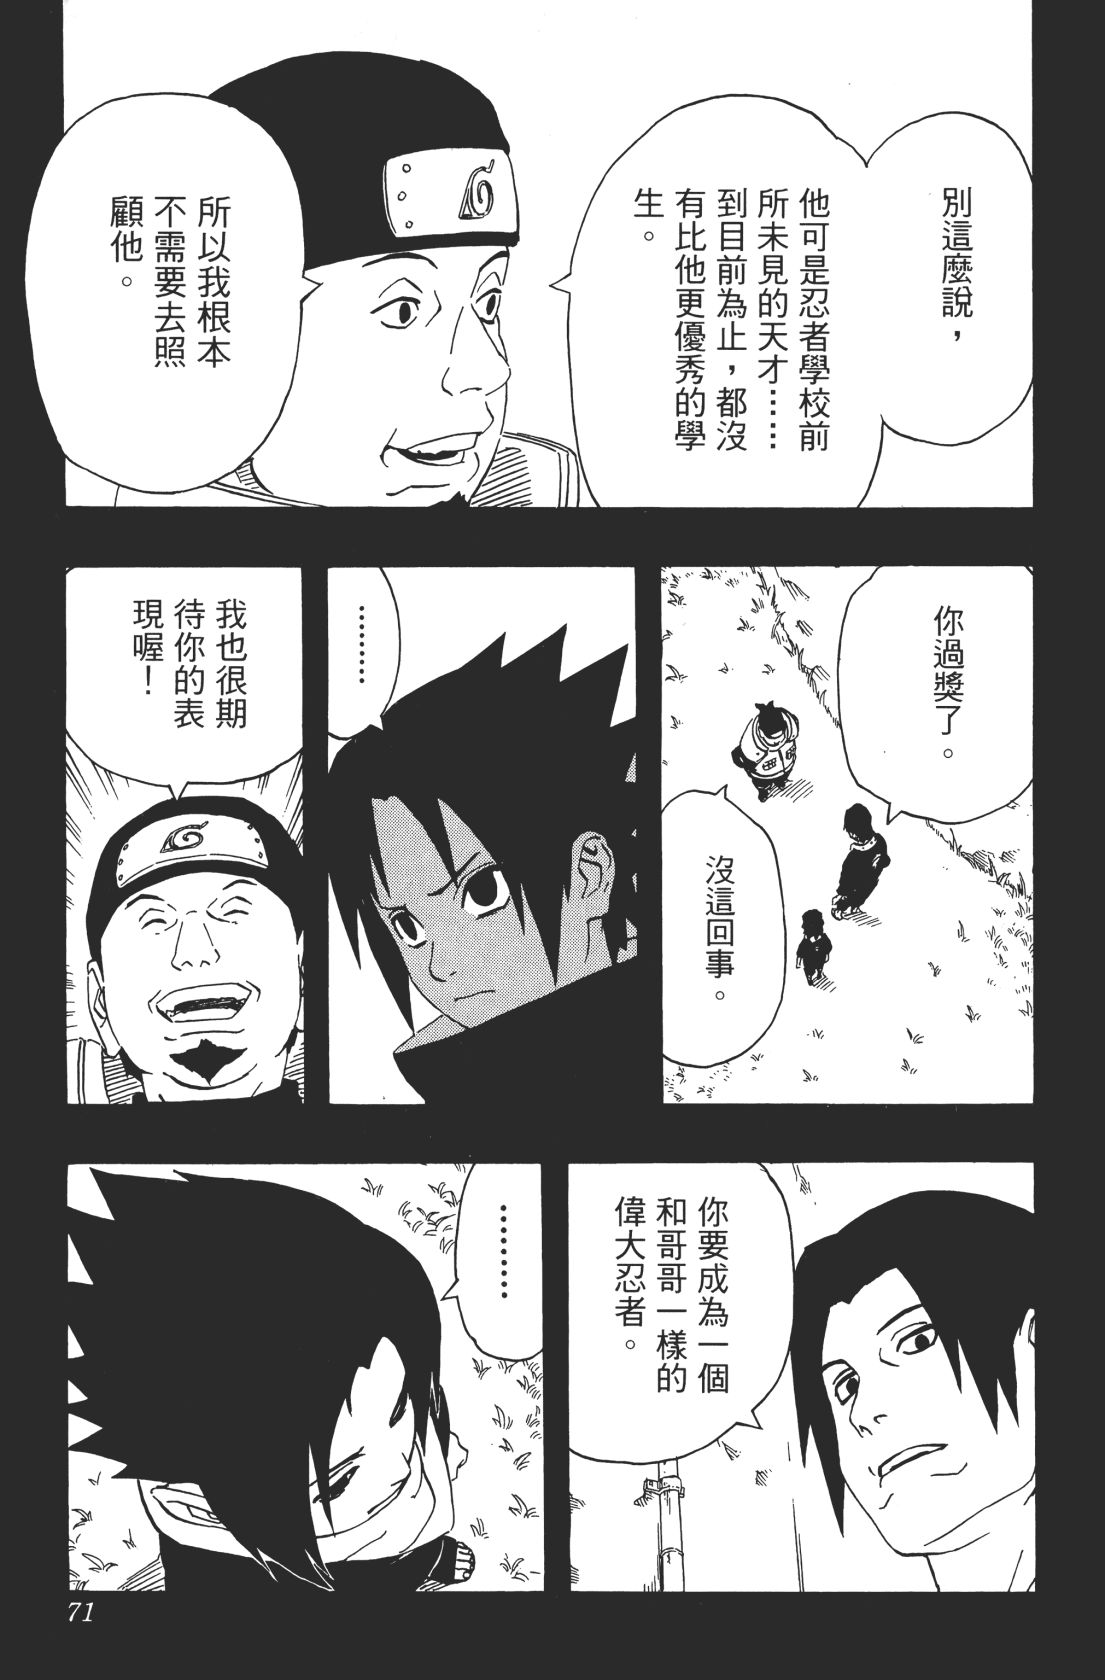 別這麼說，
他可是忍者學校前
所未見的天才……
到目前為止，都沒
有比他更優秀的學
生。
所以我根本
不需要去照
顧他。
你過獎了。
沒這回事。
………
我也很期
待你的表
現喔！
你要成為一個
和哥哥一樣的
偉大忍者。
………
71